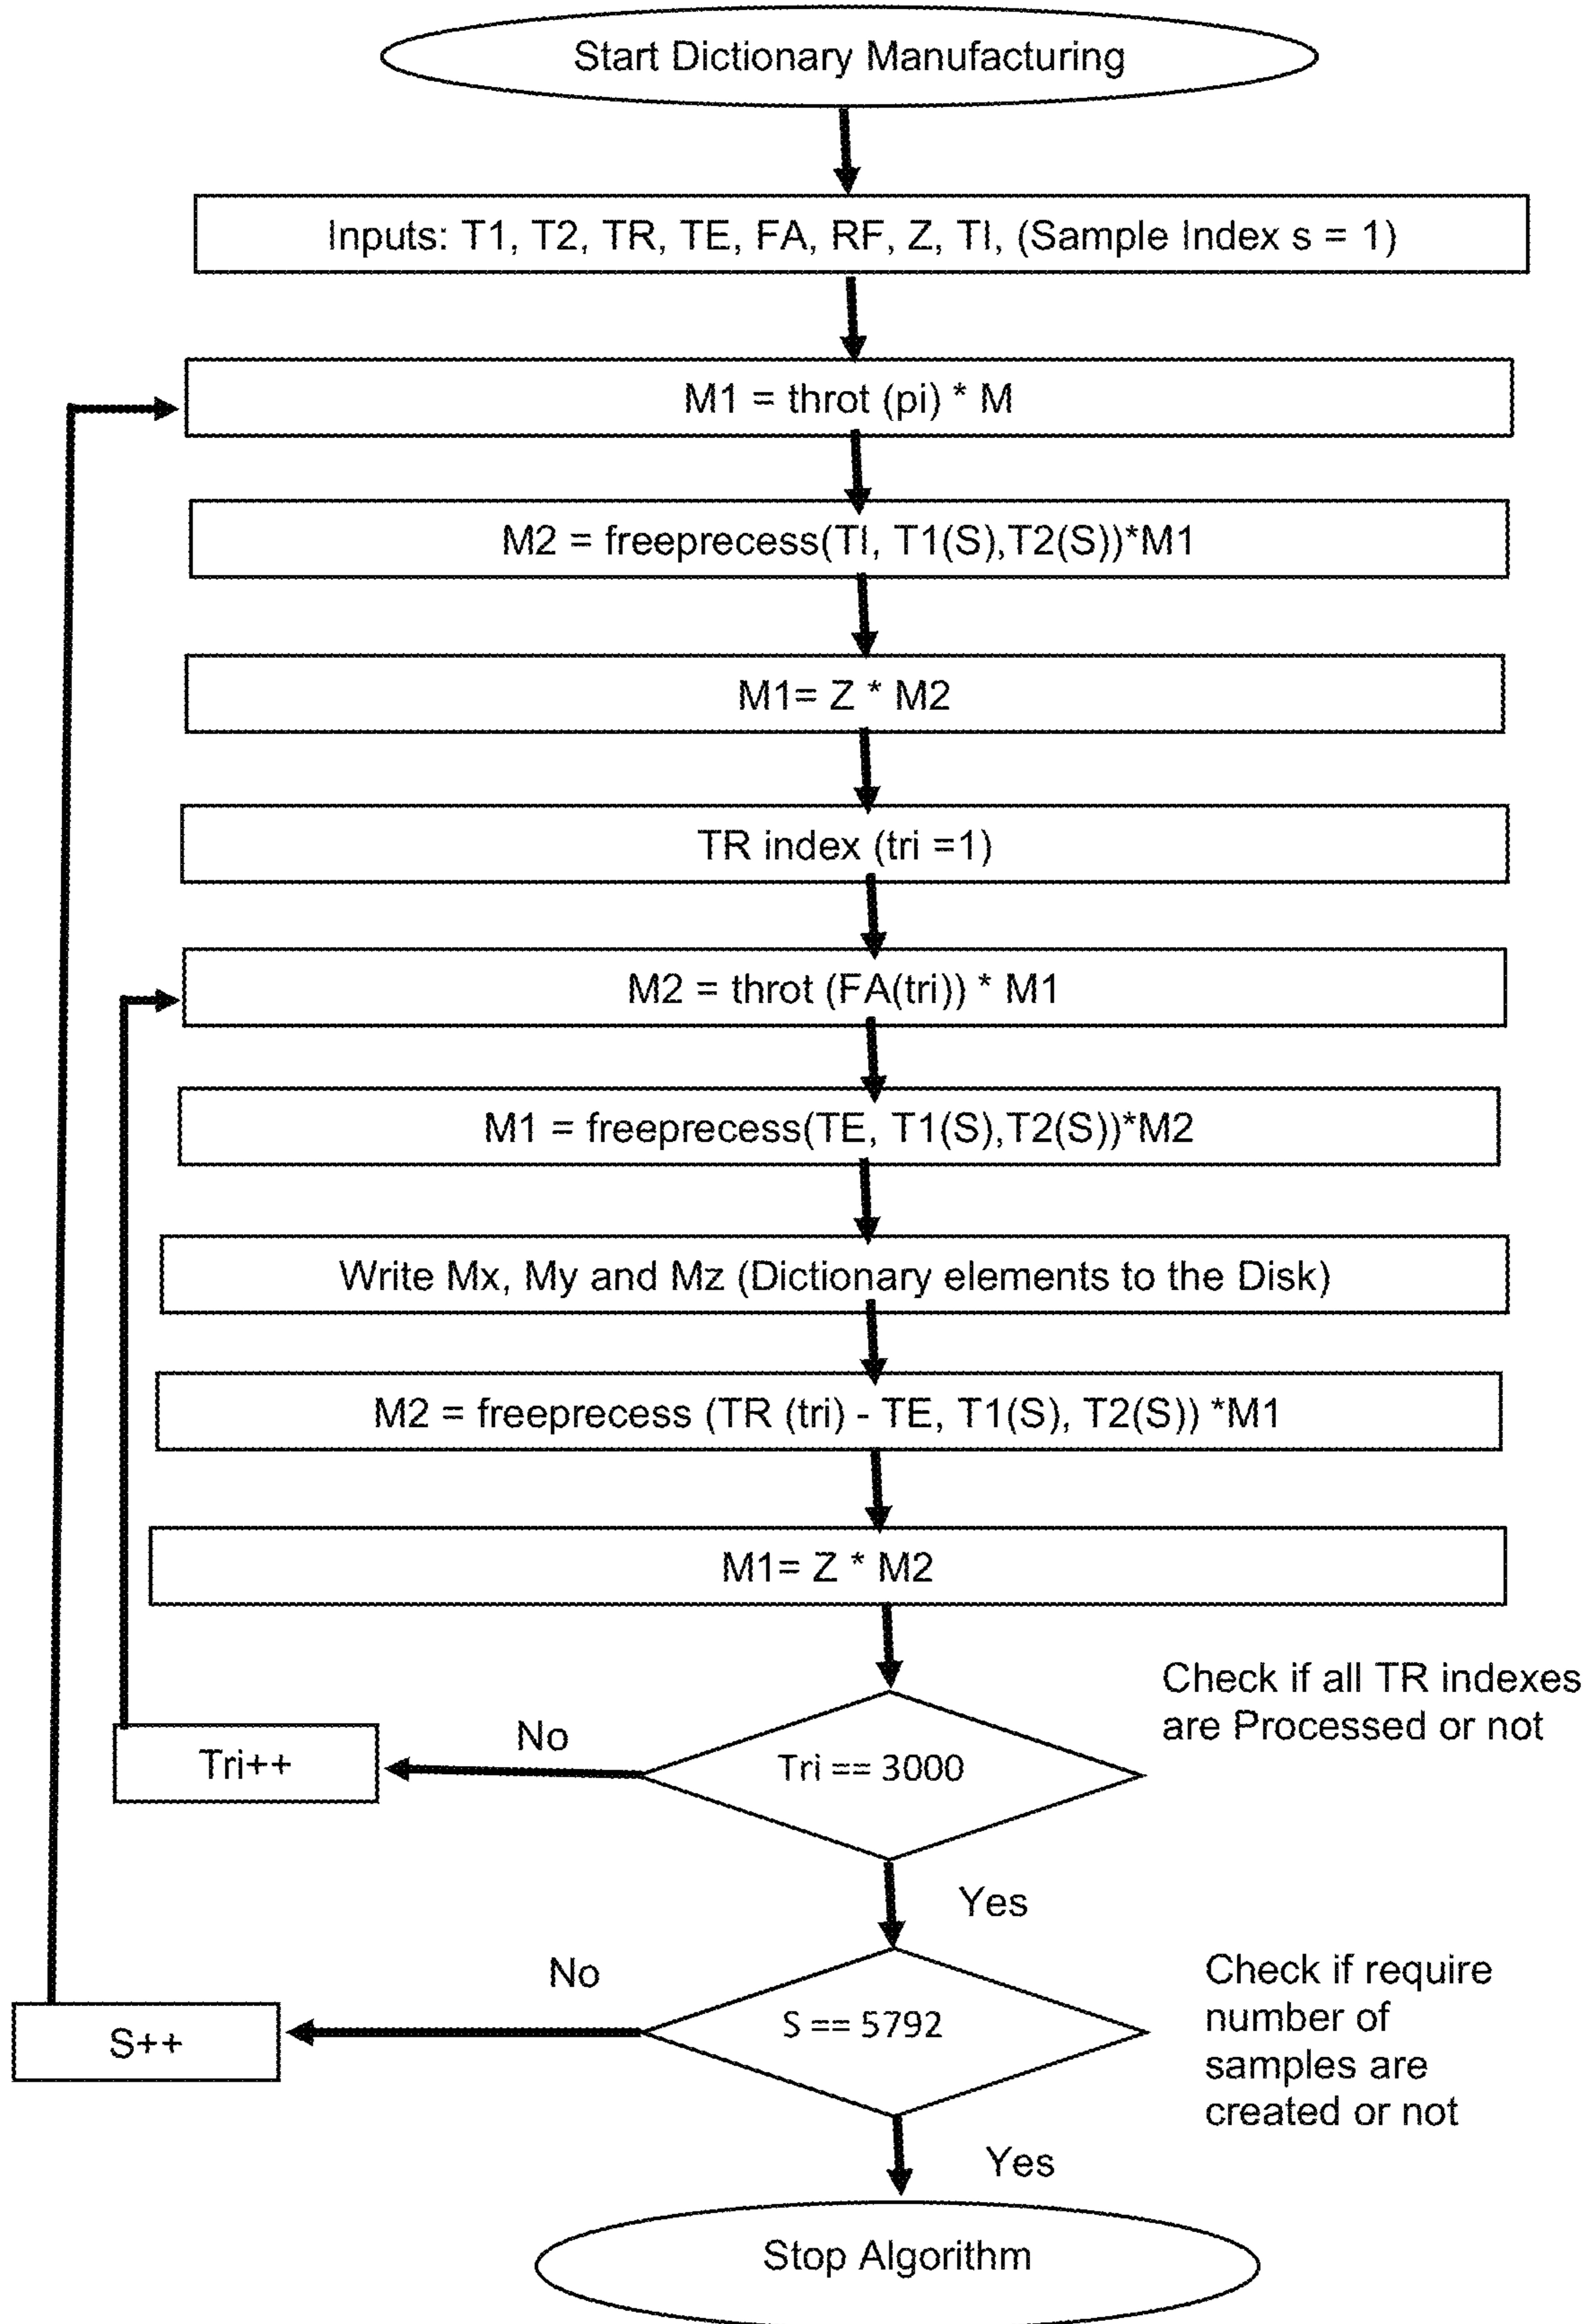 Start Dictionary Manufacturing
Inputs: T1, T2, TR, TE, FA, RF, Z, TI, (Sample Index s = 1)
M1 = throt (pi) * M
M2 = freeprecess(TI, T1(S),T2(S))*M1
M1= Z * M2
TR index (tri =1)
M2 = throt (FA(tri)) * M1
M1 = freeprecess(TE, T1(S),T2(S))*M2
Write Mx, My and Mz (Dictionary elements to the Disk)
M2 = freeprecess (TR (tri) - TE, T1(S), T2(S)) *M1
M1= Z * M2
Check if all TR indexes
are Processed or not
No
Tri++
Tri == 3000
Yes
No
Check if require
number of
samples are
created or not
S++
S == 5792
Yes
Stop Algorithm